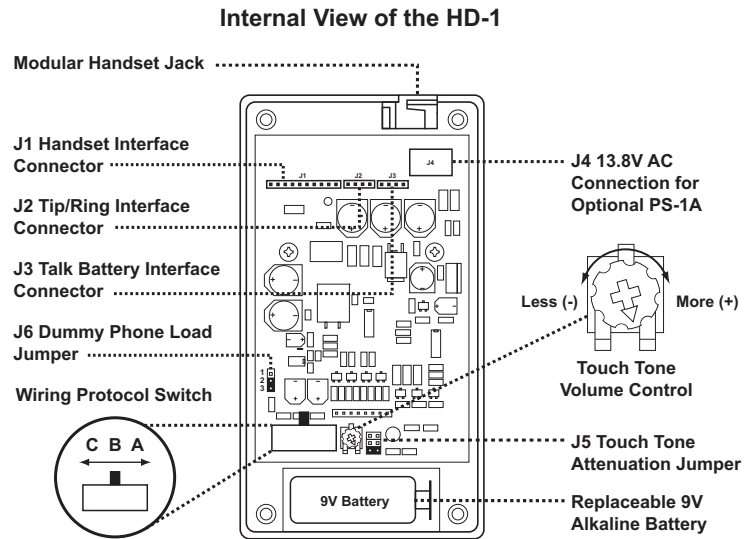 Internal View of the HD-1
Modular Handset Jack
J1 Handset Interface
Connector
J2 Tip/Ring Interface
Connector
J3 Talk Battery Interface
Connector
J6 Dummy Phone Load
Jumper
Wiring Protocol Switch
C B A
J1
J2
J3
J4
1
2
3
9V Battery
J4 13.8V AC
Connection for
Optional PS-1A
Less (-)
More (+)
Touch Tone
Volume Control
J5 Touch Tone
Attenuation Jumper
Replaceable 9V
Alkaline Battery